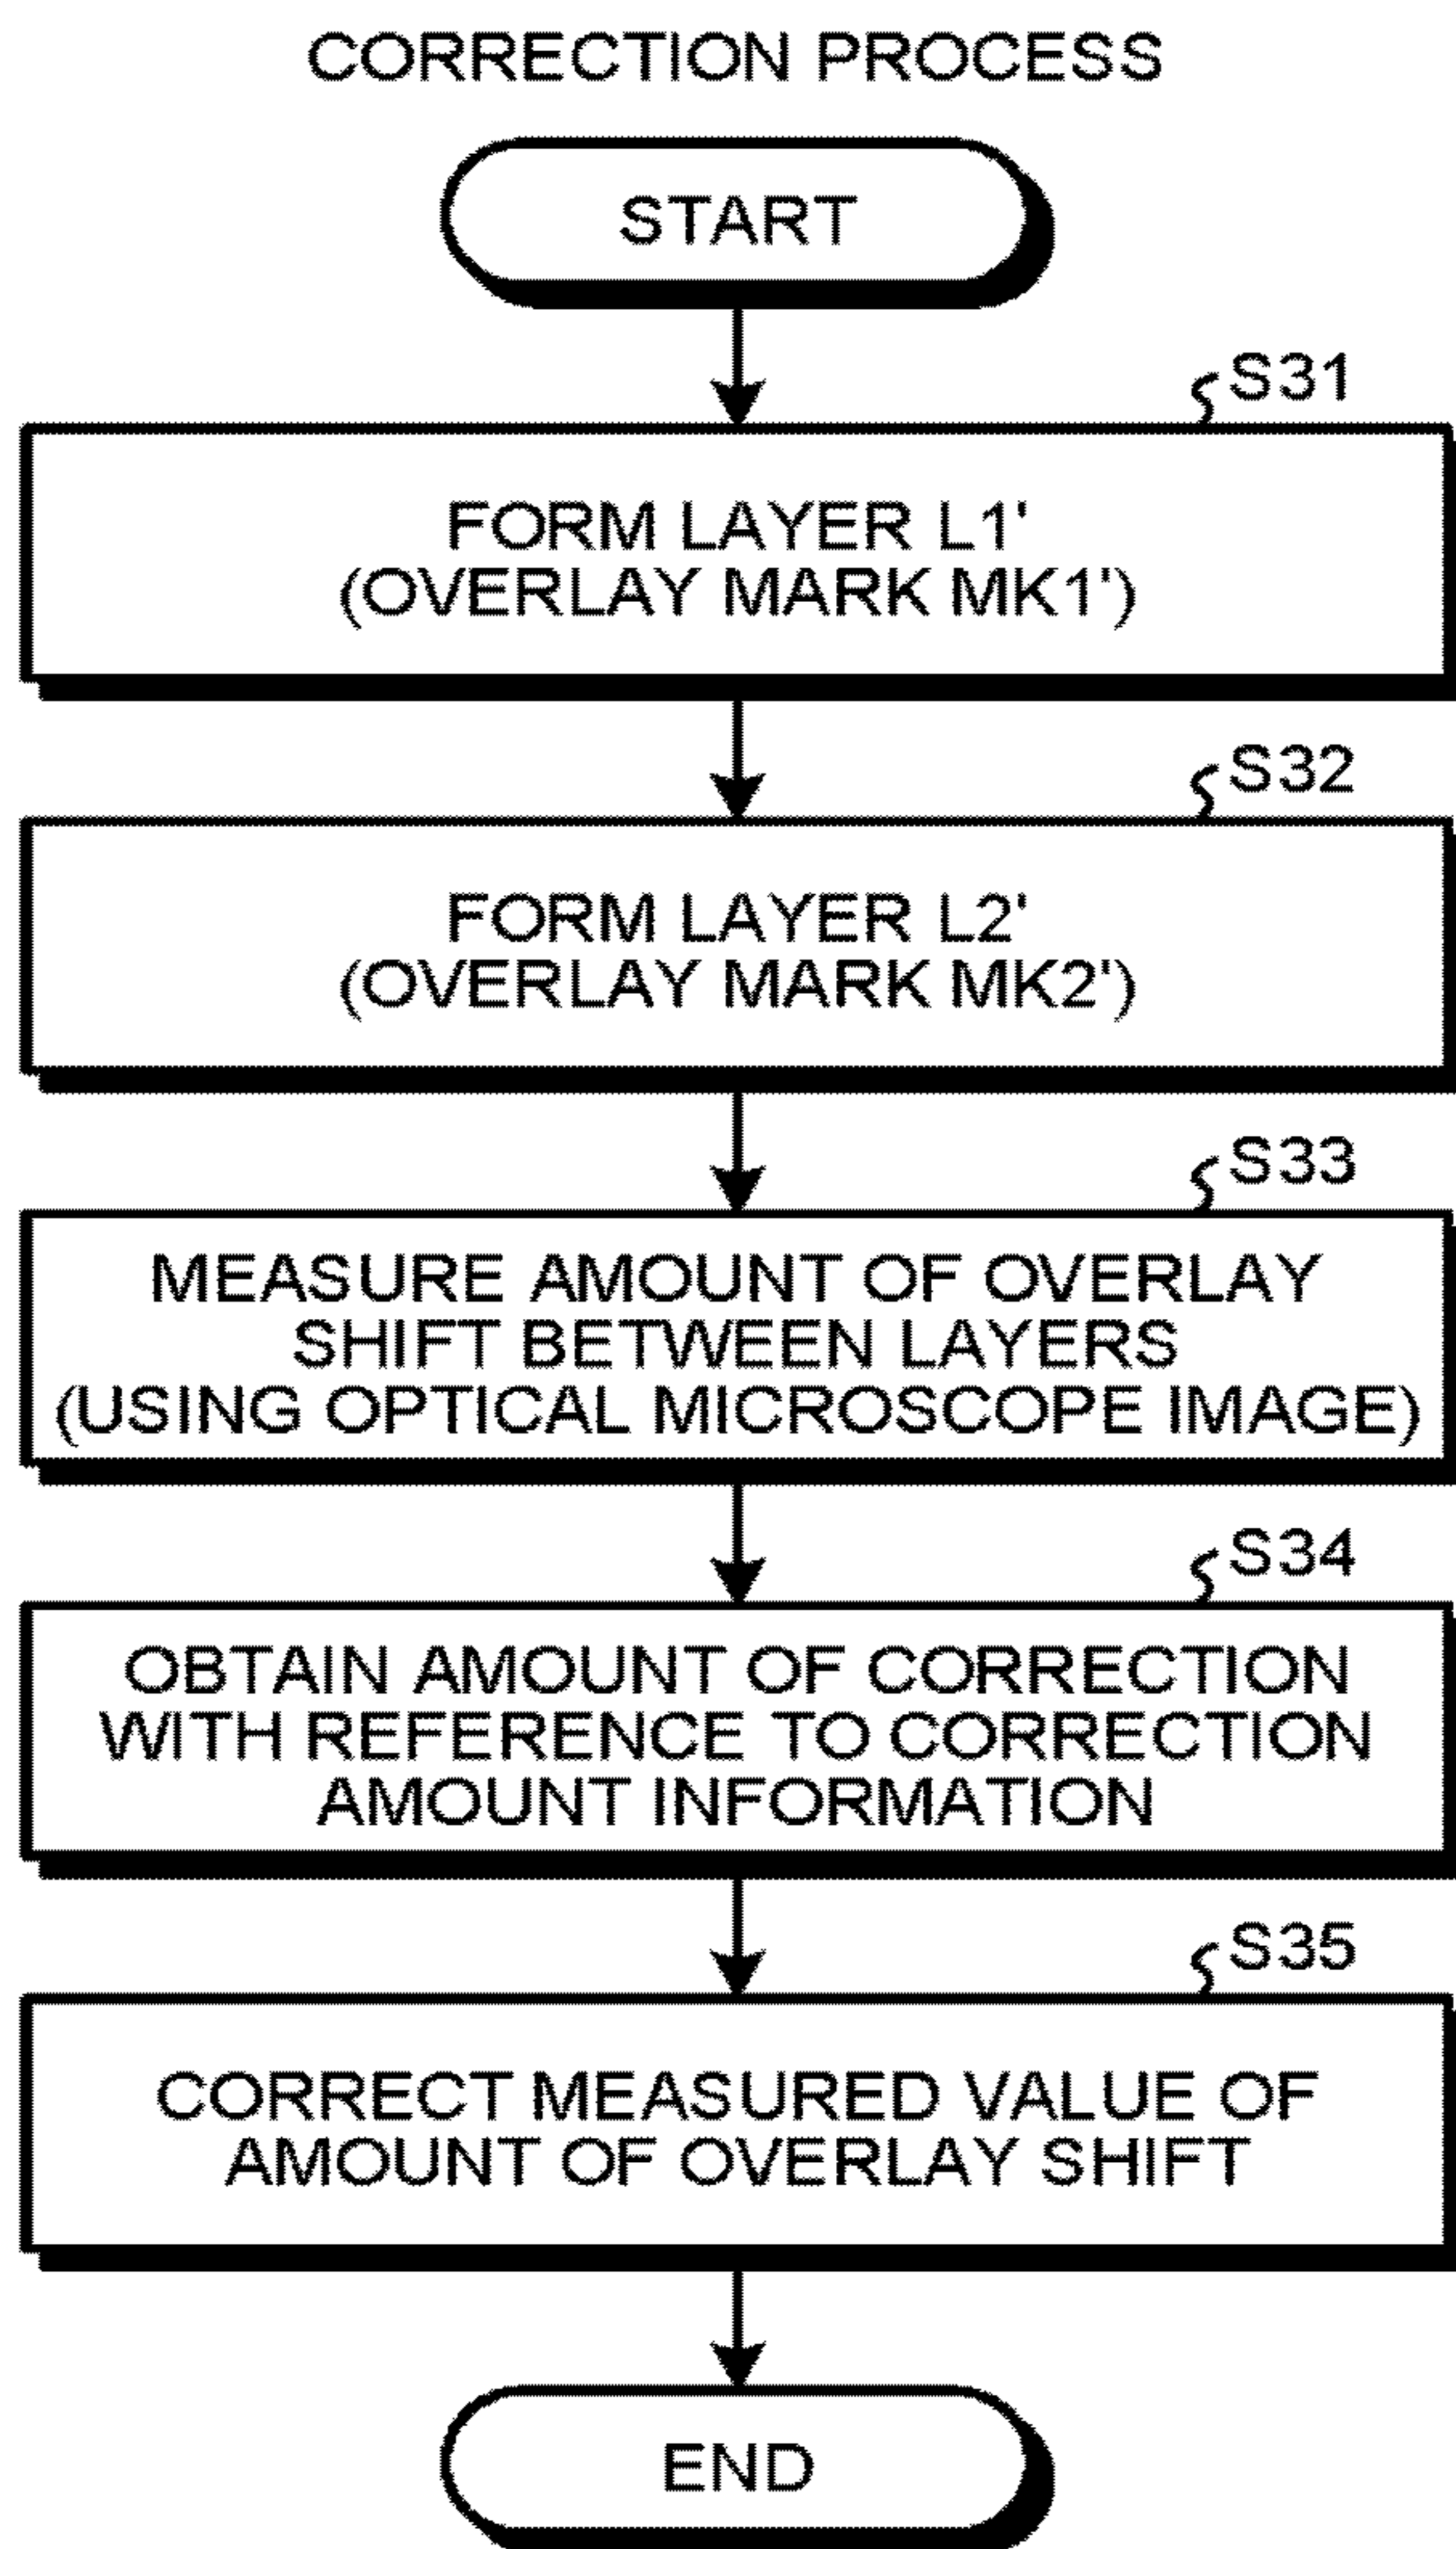 CORRECTION PROCESS
START
S31
FORM LAYER L1'
(OVERLAY MARK MK1')
S32
FORM LAYER L2'
(OVERLAY MARK MK2')
S33
MEASURE AMOUNT OF OVERLAY
SHIFT BETWEEN LAYERS
(USING OPTICAL MICROSCOPE IMAGE)
S34
OBTAIN AMOUNT OF CORRECTION
WITH REFERENCE TO CORRECTION
AMOUNT INFORMATION
S35
CORRECT MEASURED VALUE OF
AMOUNT OF OVERLAY SHIFT
END